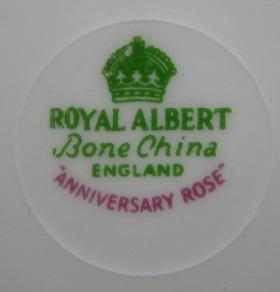 ROYAL ALBERT
Bone China
ENGLAND
"ANNIVERSARY ROSE"